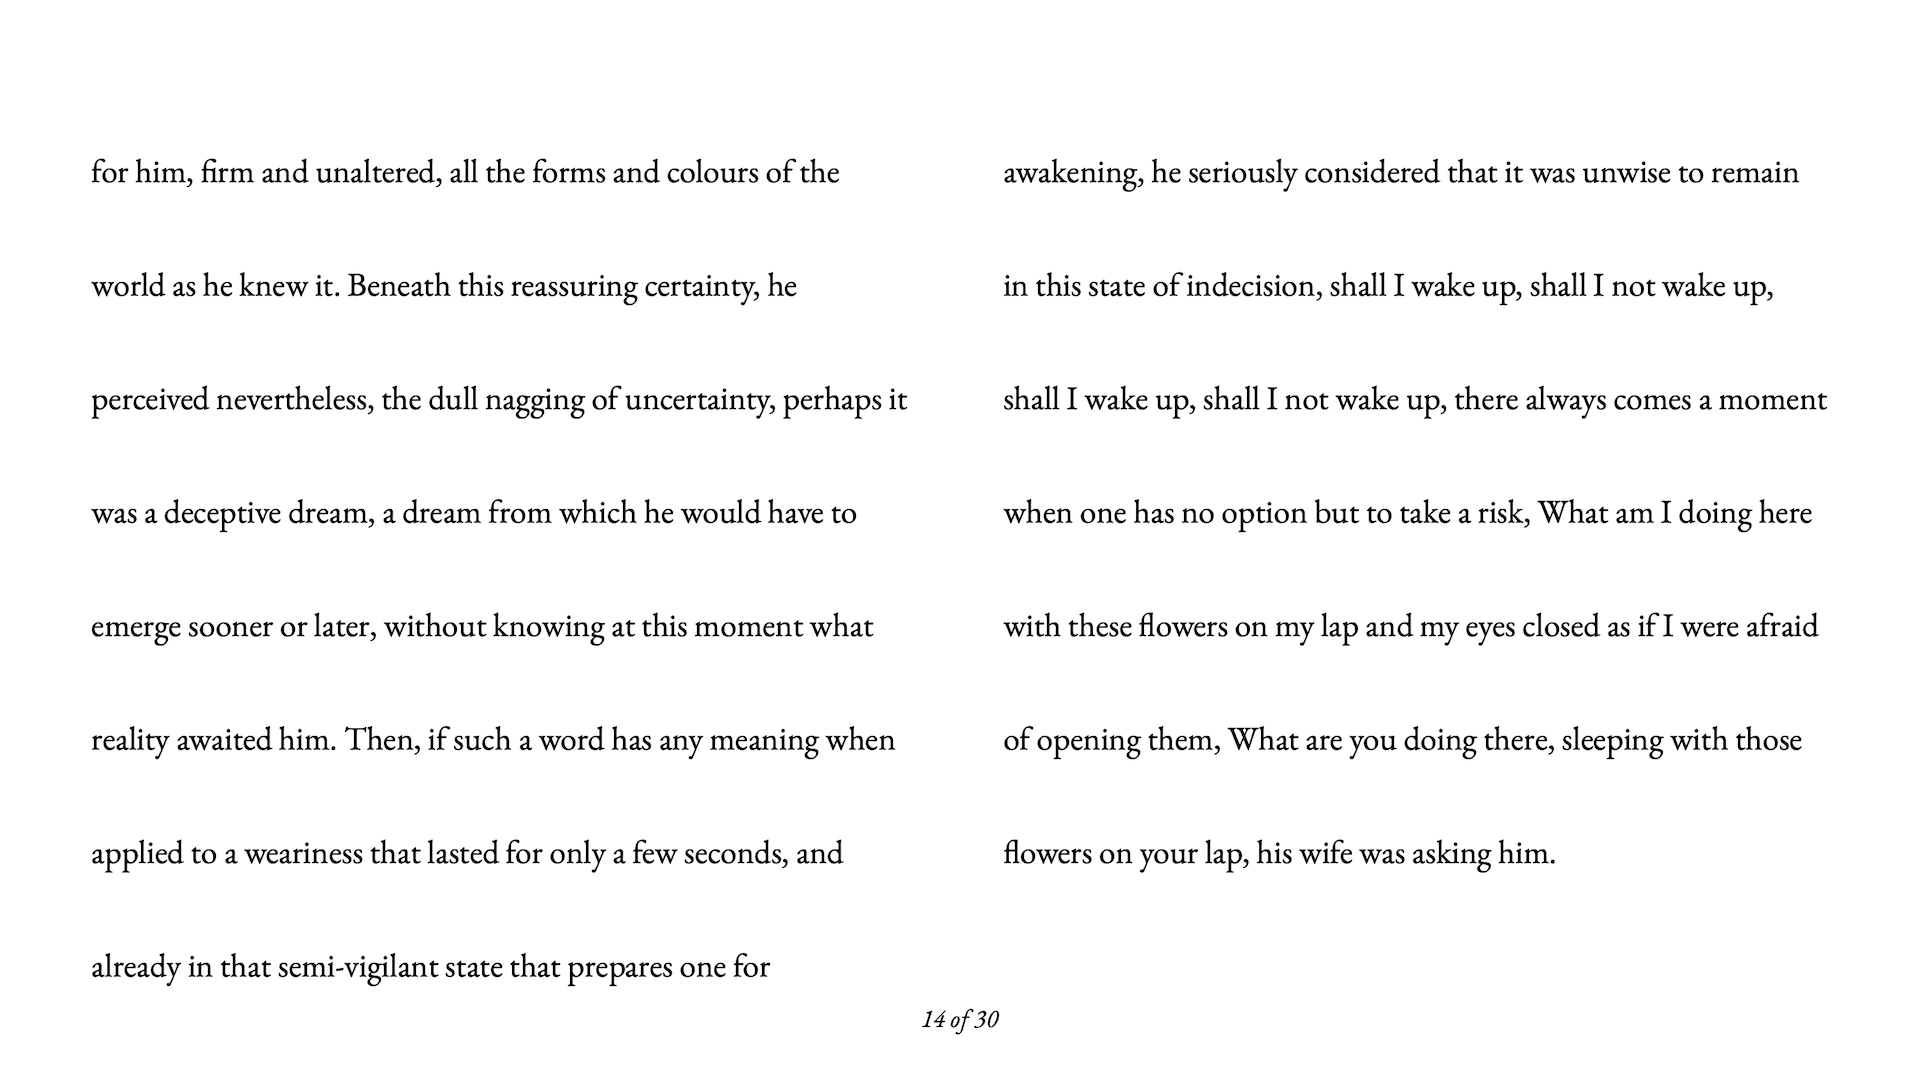 for him, firm and unaltered, all the forms and colours of the
world as he knew it. Beneath this reassuring certainty, he
perceived nevertheless, the dull nagging of uncertainty, perhaps it
was a deceptive dream, a dream from which he would have to
emerge sooner or later, without knowing at this moment what
reality awaited him. Then, if such a word has any meaning when
applied to a weariness that lasted for only a few seconds, and
already in that semi-vigilant state that prepares one for
awakening, he seriously considered that it was unwise to remain
in this state of indecision, shall I wake up, shall I not wake up,
shall I wake up, shall I not wake up, there always comes a moment
when one has no option but to take a risk, What am I doing here
with these flowers on my lap and my eyes closed as if I were afraid
of opening them, What are you doing there, sleeping with those
flowers on your lap, his wife was asking him.
14 of 30